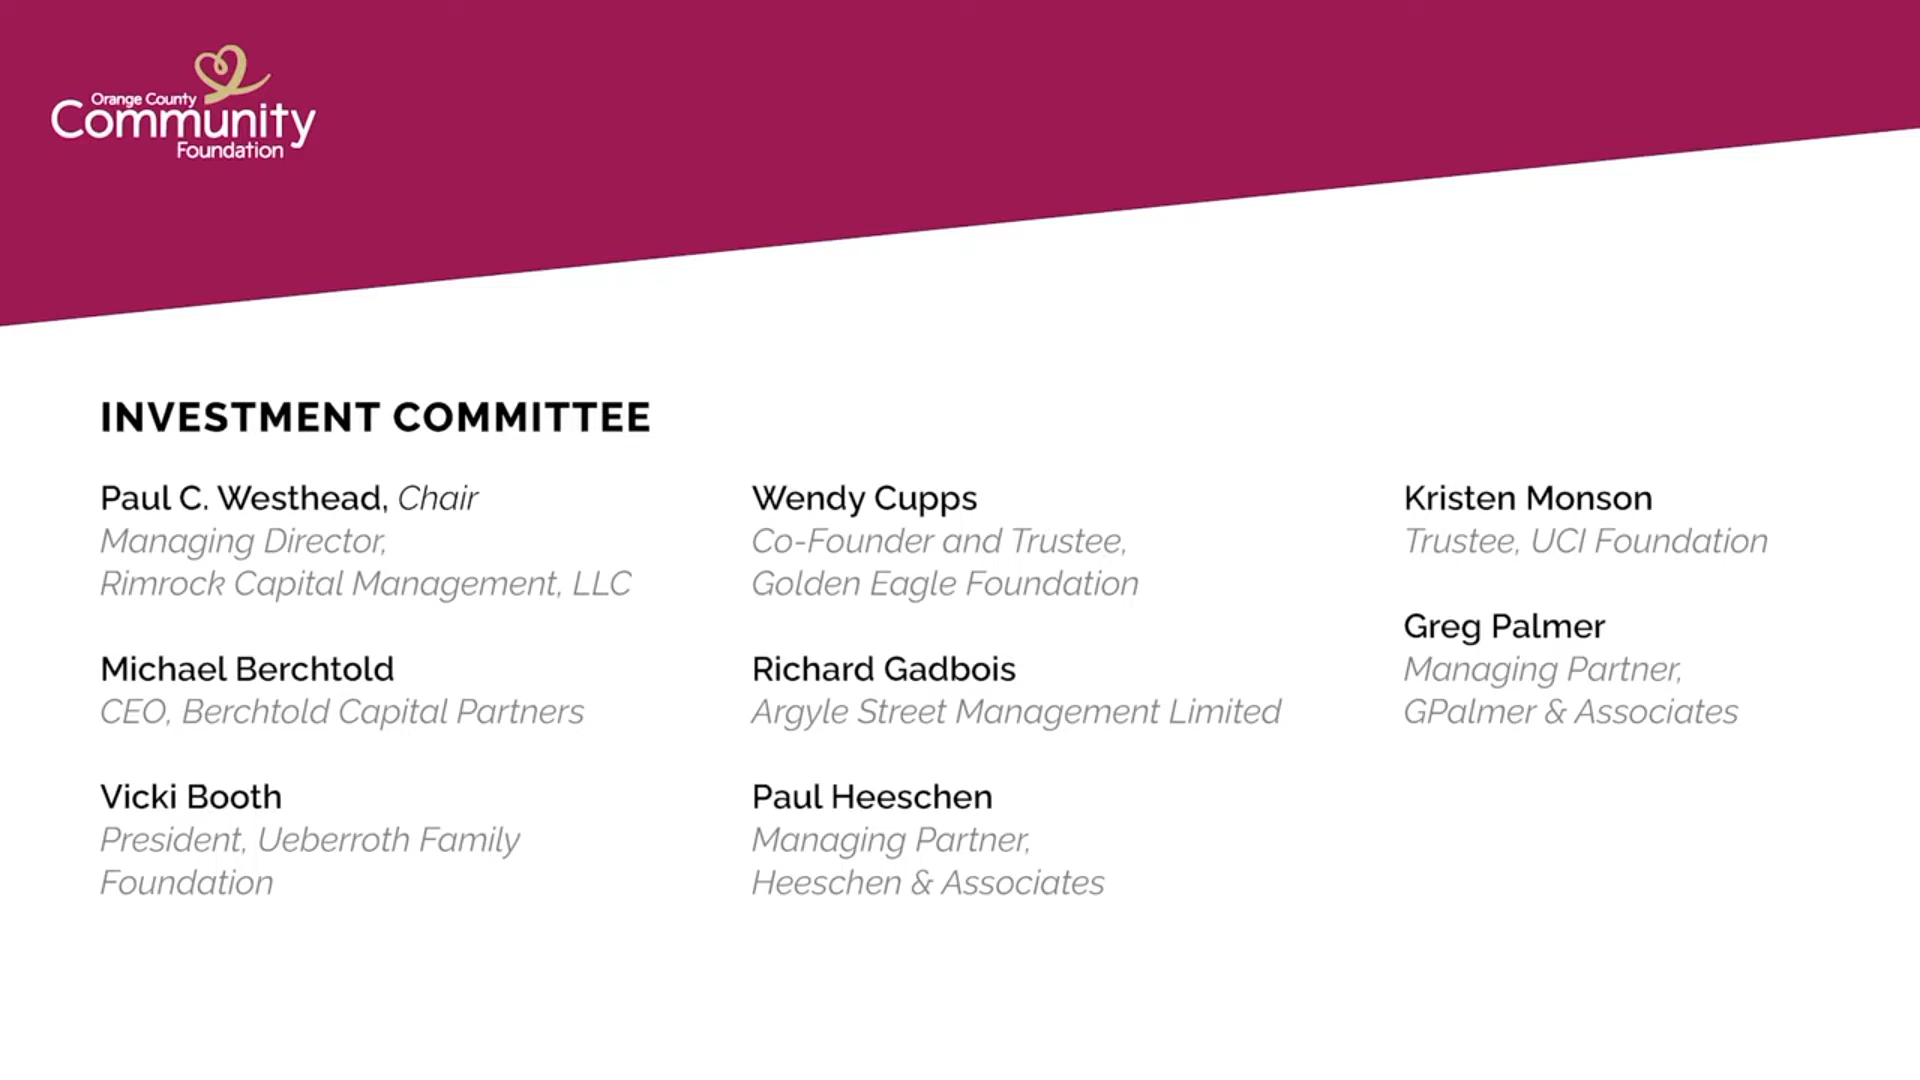 Orange County
Community
Foundation
INVESTMENT COMMITTEE
Paul C. Westhead, Chair
Managing Director,
Rimrock Capital Management, LLC
Michael Berchtold
CEO, Berchtold Capital Partners
Vicki Booth
President, Ueberroth Family
Foundation
Wendy Cupps
Co-Founder and Trustee,
Golden Eagle Foundation
Richard Gadbois
Argyle Street Management Limited
Paul Heeschen
Managing Partner,
Heeschen & Associates
Kristen Monson
Trustee, UCI Foundation
Greg Palmer
Managing Partner,
GPalmer & Associates